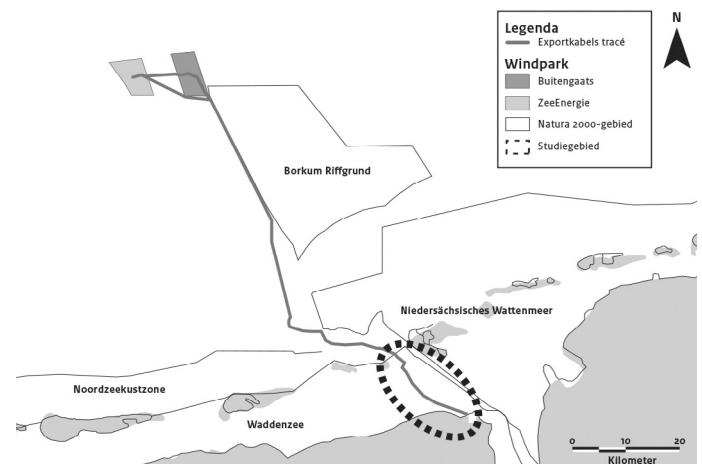 Legenda
Exportkabels tracé
Windpark
Buitengaats
ZeeEnergie
Natura 2000-gebied
Studiegebied
N
Borkum Riffgrund
Niedersächsisches Wattenmeer
Noordzeekustzone
Waddenzee
0 10 20
Kilometer